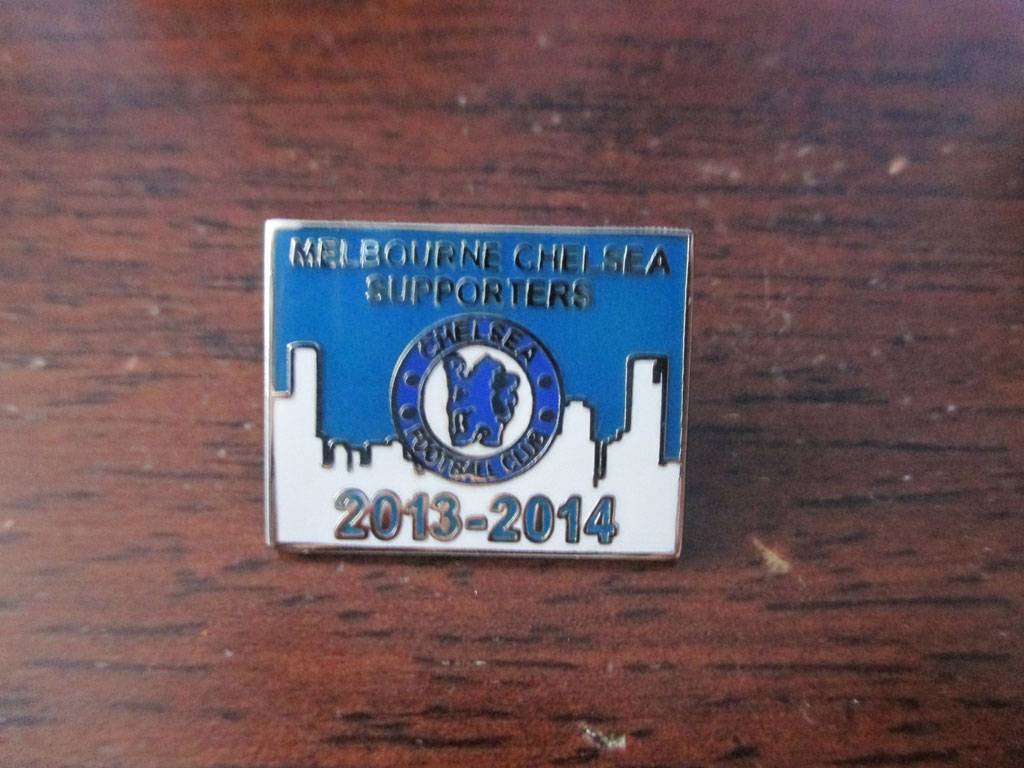 MELBOURNE CHELSEA
SUPPORTERS
CHELSEA
FOOTBALL CLUB
2013-2014